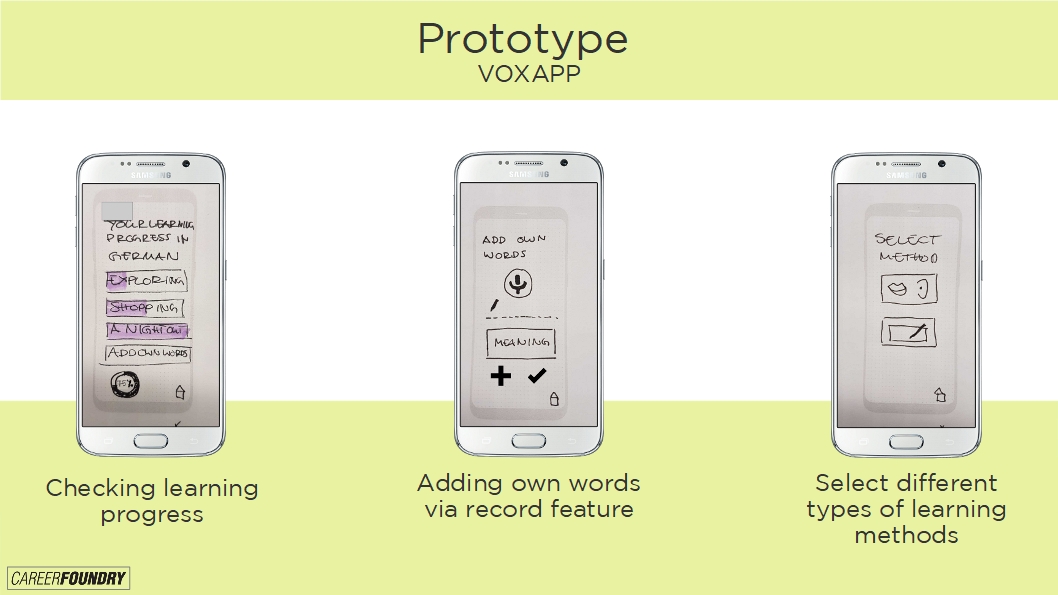 Prototype
VOXAPP
SAMSUNG
YOUR LEARNING
PROGRESS IN
GERMAN
EXPLORING
SHOPPING
A NIGHT OUT
ADD OWN WORDS
75%
Checking learning
progress
SAMSUNG
ADD OWN
WORDS
MEANING
Adding own words
via record feature
SAMSUNG
SELECT
METHOD
Select different
types of learning
methods
CAREERFOUNDRY